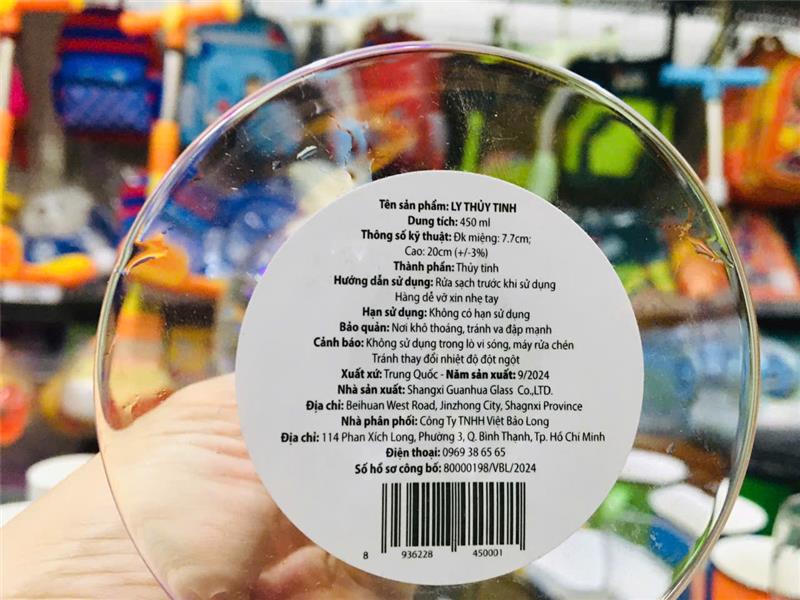 Tên sản phẩm: LY THỦY TINH
Dung tích: 450 ml
Thông số kỹ thuật: Đk miệng: 7.7cm;
Cao: 20cm (+/-3%)
Thành phần: Thủy tinh
Hướng dẫn sử dụng: Rửa sạch trước khi sử dụng
Hàng dễ vỡ xin nhẹ tay
Hạn sử dụng: Không có hạn sử dụng
Bảo quản: Nơi khô thoáng, tránh va đập mạnh
Cảnh báo: Không sử dụng trong lò vi sóng, máy rửa chén
Tránh thay đổi nhiệt độ đột ngột
Xuất xứ: Trung Quốc - Năm sản xuất: 9/2024
Nhà sản xuất: Shangxi Guanhua Glass Co.,LTD.
Địa chỉ: Beihuan West Road, Jinzhong City, Shagnxi Province
Nhà phân phối: Công Ty TNHH Việt Bảo Long
Địa chỉ: 114 Phan Xích Long, Phường 3, Q. Bình Thạnh, Tp. Hồ Chí Minh
Điện thoại: 0969 38 65 65
Số hồ sơ công bố: 80000198/VBL/2024
8 936228 450001